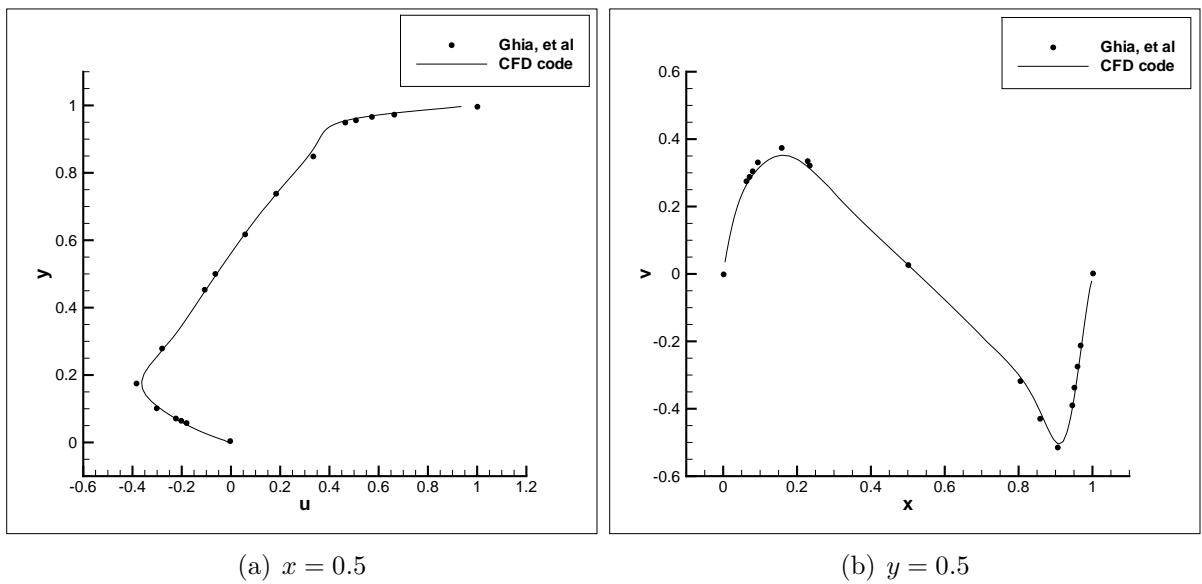 Ghia, et al
CFD code
y
1
0.8
0.6
0.4
0.2
0
-0.6 -0.4 -0.2 0 0.2 0.4 0.6 0.8 1 1.2
u
(a) x = 0.5
Ghia, et al
CFD code
v
0.6
0.4
0.2
0
-0.2
-0.4
-0.6
0 0.2 0.4 0.6 0.8 1
x
(b) y = 0.5